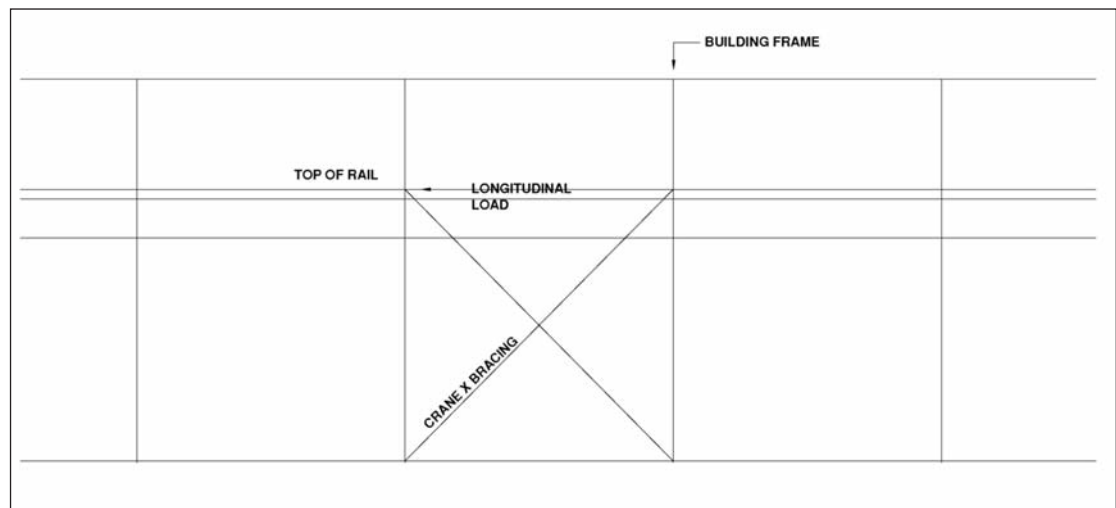 BUILDING FRAME
TOP OF RAIL
LONGITUDINAL
LOAD
CRANE X BRACING